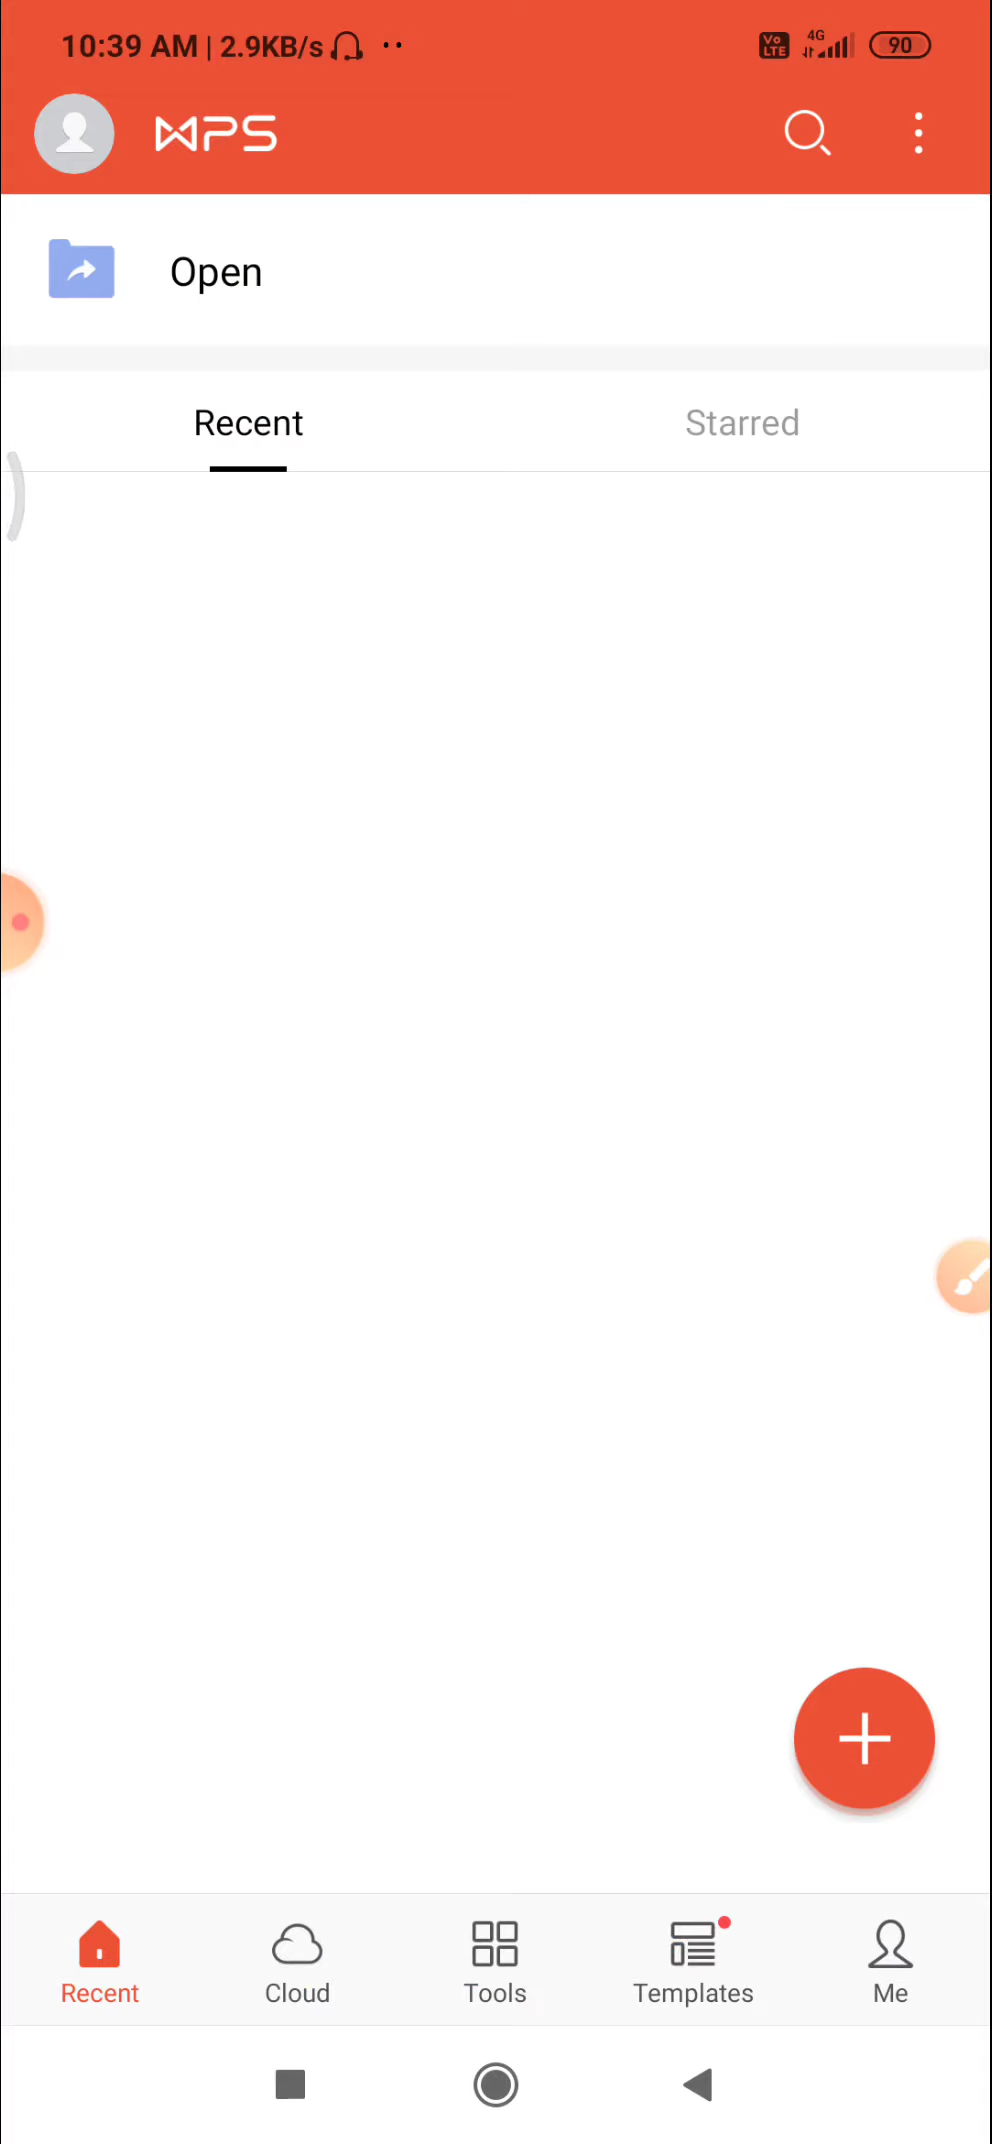 10:39 AM | 2.9KB/s
Vo LTE 4G 90
WPS
Open
Recent Starred
Recent Cloud Tools Templates Me